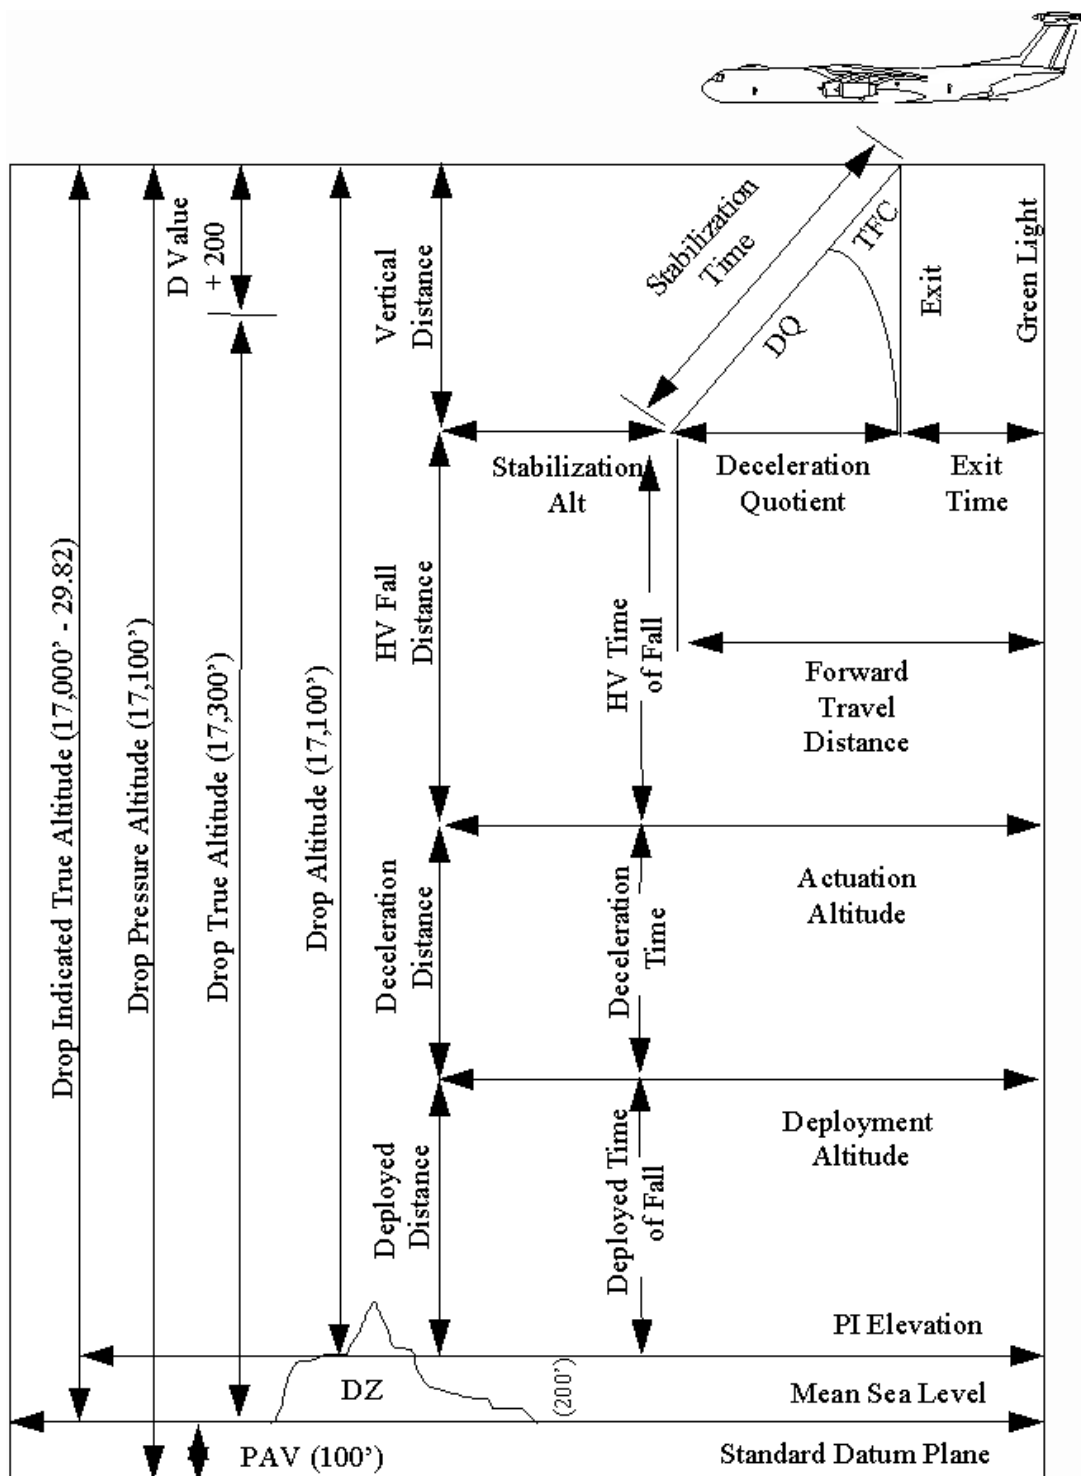 D Value
+ 200
Vertical
Distance
Stabilization
Time
TFC
DQ
Exit
Green Light
Stabilization
Alt
Deceleration
Quotient
Exit
Time
Drop Indicated True Altitude (17,000’ - 29.82)
Drop Pressure Altitude (17,100’)
Drop True Altitude (17,300’)
Drop Altitude (17,100’)
HV Fall
Distance
HV Time
of Fall
Forward
Travel
Distance
Deceleration
Distance
Deceleration
Time
Actuation
Altitude
Deployed
Distance
Deployed Time
of Fall
Deployment
Altitude
PI Elevation
DZ
(200’)
Mean Sea Level
PAV (100’)
Standard Datum Plane